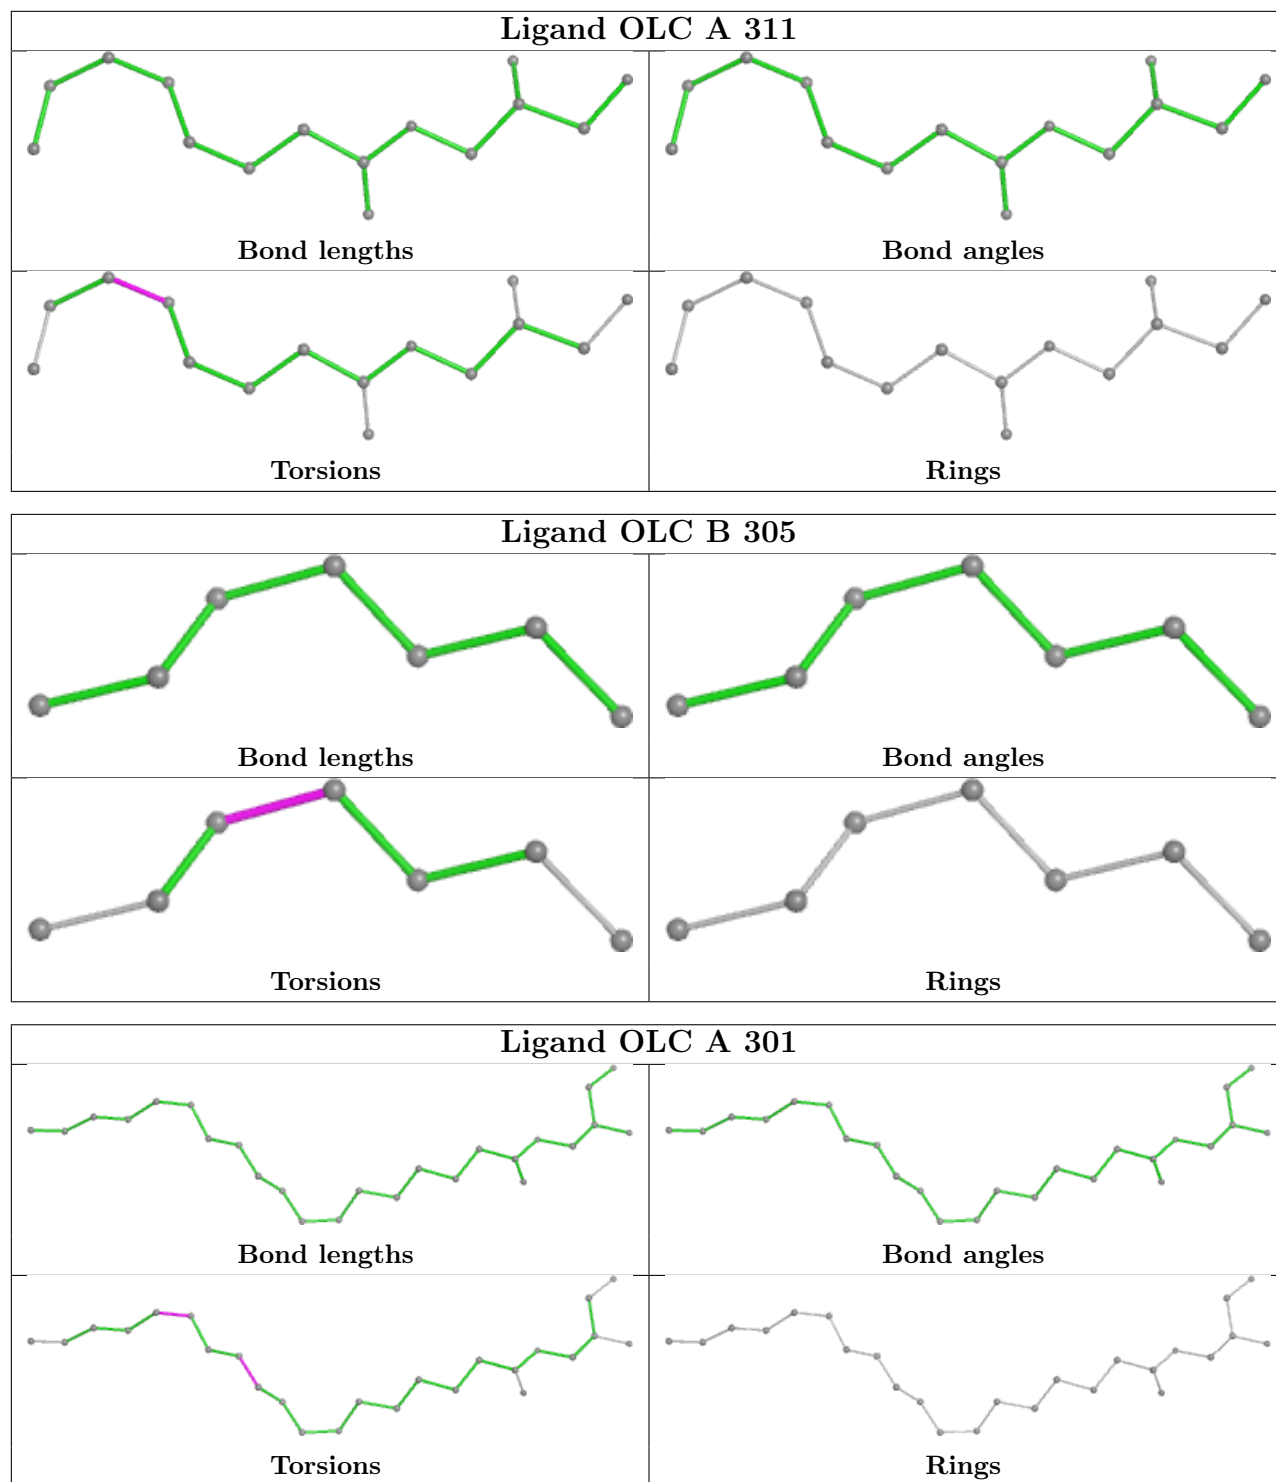 Ligand OLC A 311
Bond lengths
Bond angles
Torsions
Rings
Ligand OLC B 305
Bond lengths
Bond angles
Torsions
Rings
Ligand OLC A 301
Bond lengths
Bond angles
Torsions
Rings